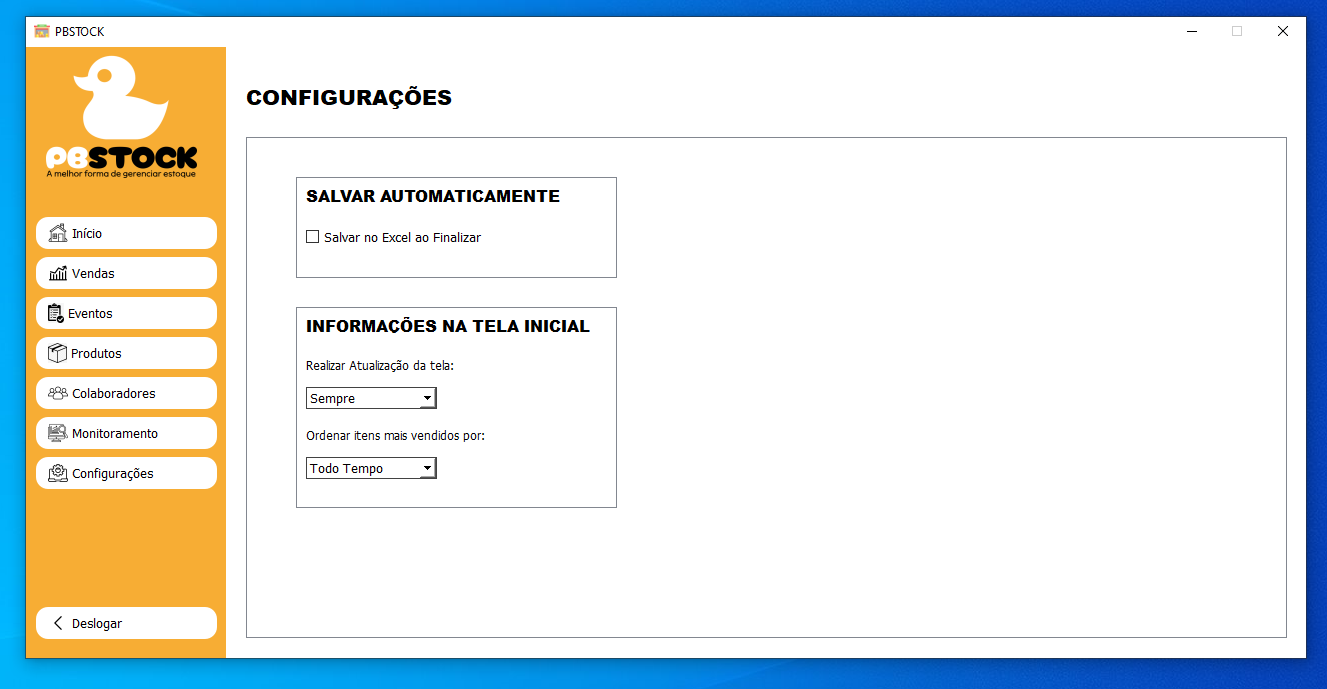 PBSTOCK
PBSTOCK
A melhor forma de gerenciar estoque
Início
Vendas
Eventos
Produtos
Colaboradores
Monitoramento
Configurações
Deslogar
CONFIGURAÇÕES
SALVAR AUTOMATICAMENTE
Salvar no Excel ao Finalizar
INFORMAÇÕES NA TELA INICIAL
Realizar Atualização da tela:
Sempre
Ordenar itens mais vendidos por:
Todo Tempo